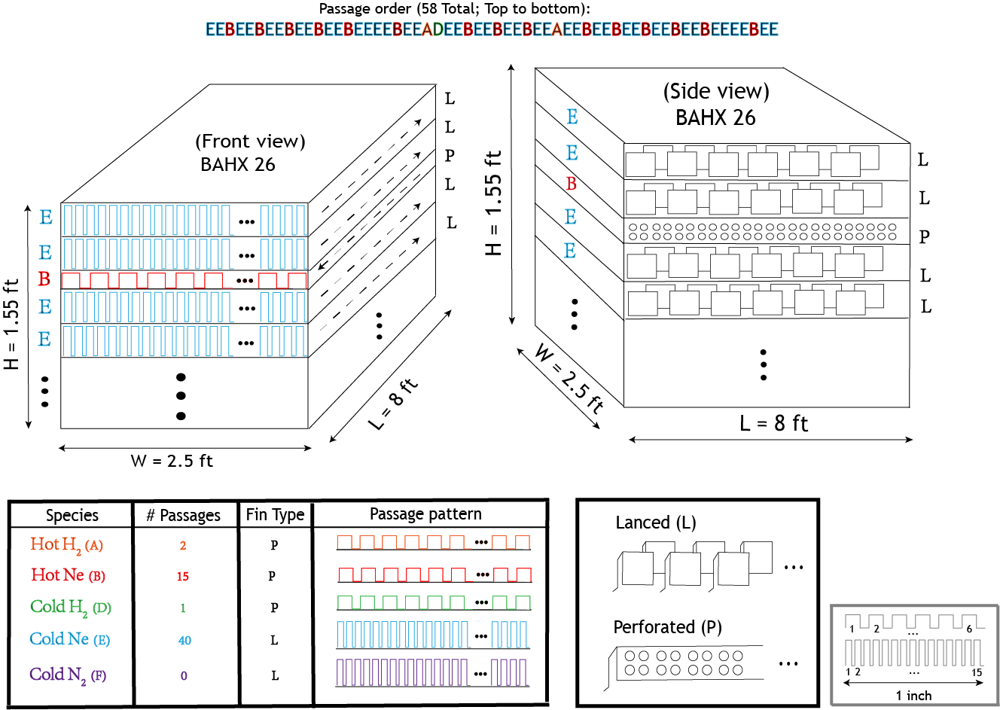 Passage order (58 Total; Top to bottom):
EEBEEBEEBEEBEEBEEEEBEEADEEBEEBEEBEEAEEBEEBEEBEEBEEBEEEEBEE
(Front view)
BAHX 26
E
E
B
E
E
L
L
P
L
L
H = 1.55 ft
W = 2.5 ft
L = 8 ft
(Side view)
BAHX 26
E
E
B
E
E
L
L
P
L
L
H = 1.55 ft
W = 2.5 ft
L = 8 ft
Species # Passages Fin Type Passage pattern
Hot H₂ (A) 2 P
Hot Ne (B) 15 P
Cold H₂ (D) 1 P
Cold Ne (E) 40 L
Cold N₂ (F) 0 L
Lanced (L)
...
Perforated (P)
...
1 2 ... 6
1 2 ... 15
1 inch